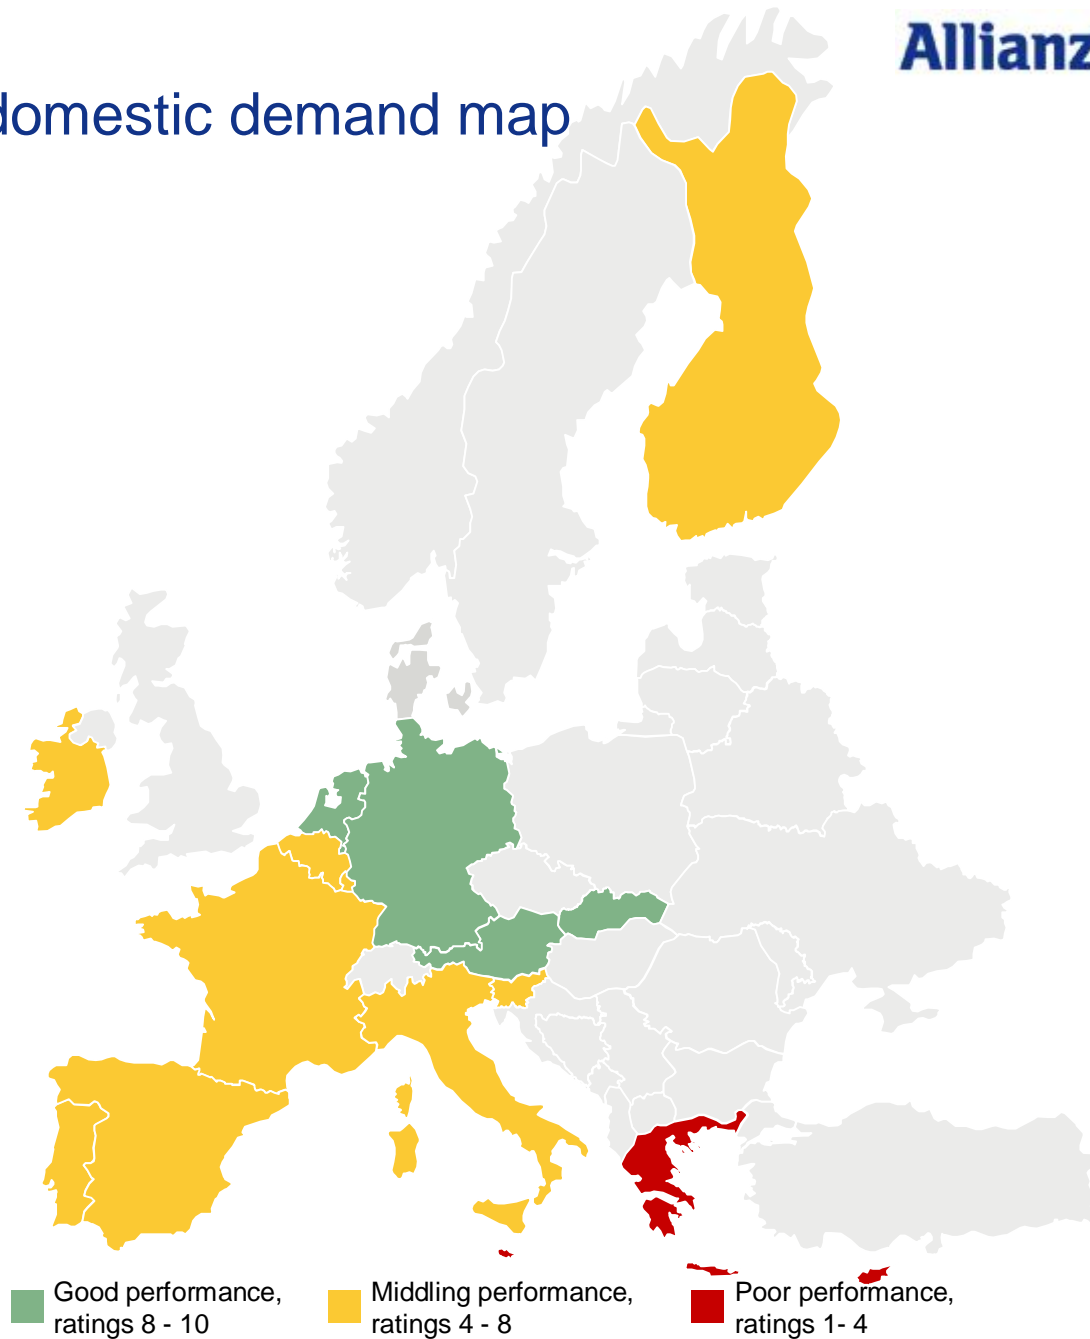 Allianz
domestic demand map
Good performance,
ratings 8 - 10
Middling performance,
ratings 4 - 8
Poor performance,
ratings 1- 4